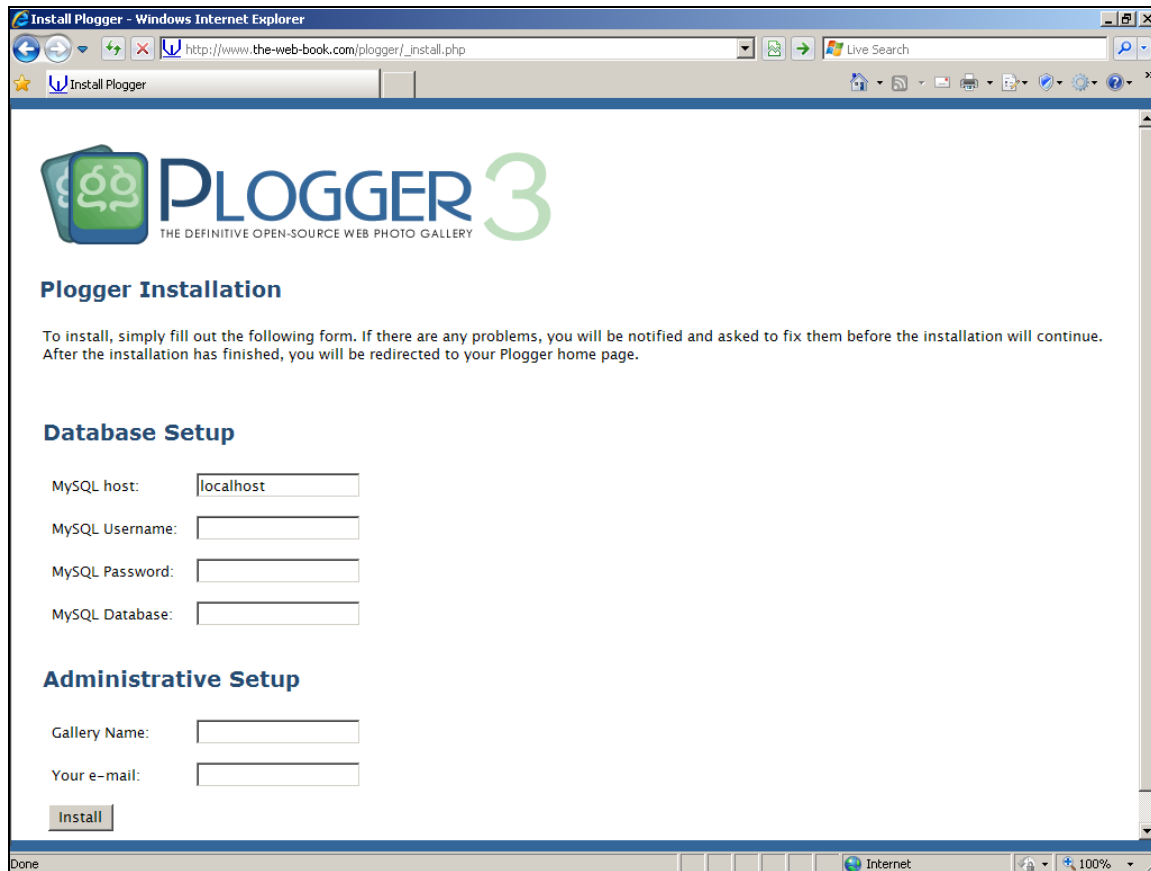 Install Plogger - Windows Internet Explorer
http://www.the-web-book.com/plogger/_install.php
Live Search
Install Plogger
PLOGGER 3
THE DEFINITIVE OPEN-SOURCE WEB PHOTO GALLERY
Plogger Installation
To install, simply fill out the following form. If there are any problems, you will be notified and asked to fix them before the installation will continue.
After the installation has finished, you will be redirected to your Plogger home page.
Database Setup
MySQL host: localhost
MySQL Username:
MySQL Password:
MySQL Database:
Administrative Setup
Gallery Name:
Your e-mail:
Install
Done Internet 100%